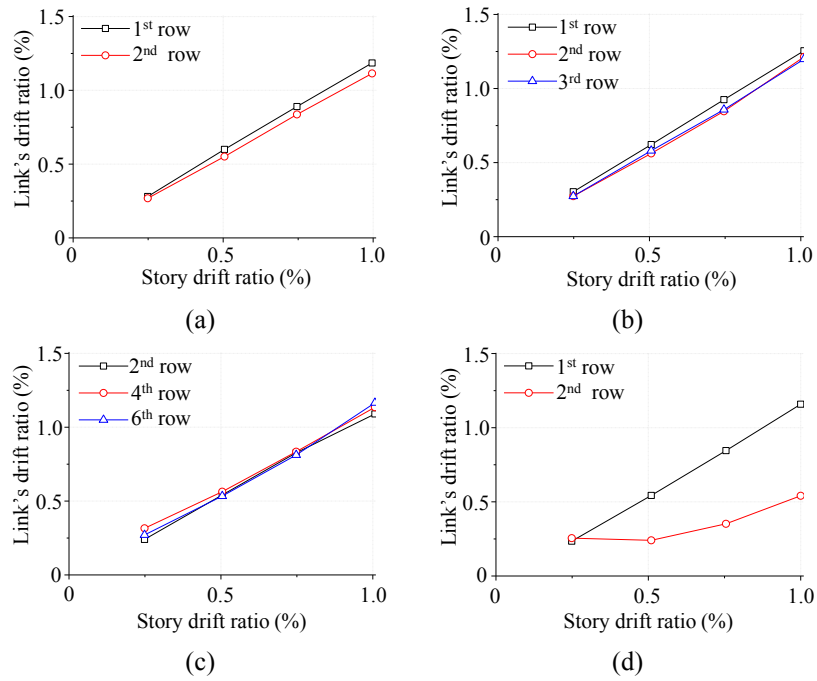 1st row
2nd row
Link's drift ratio (%)
1.5
1.0
0.5
0
0 0.5 1.0
Story drift ratio (%)
(a)
1st row
2nd row
3rd row
Link's drift ratio (%)
1.5
1.0
0.5
0
0 0.5 1.0
Story drift ratio (%)
(b)
2nd row
4th row
6th row
Link's drift ratio (%)
1.5
1.0
0.5
0
0 0.5 1.0
Story drift ratio (%)
(c)
1st row
2nd row
Link's drift ratio (%)
1.5
1.0
0.5
0
0 0.5 1.0
Story drift ratio (%)
(d)